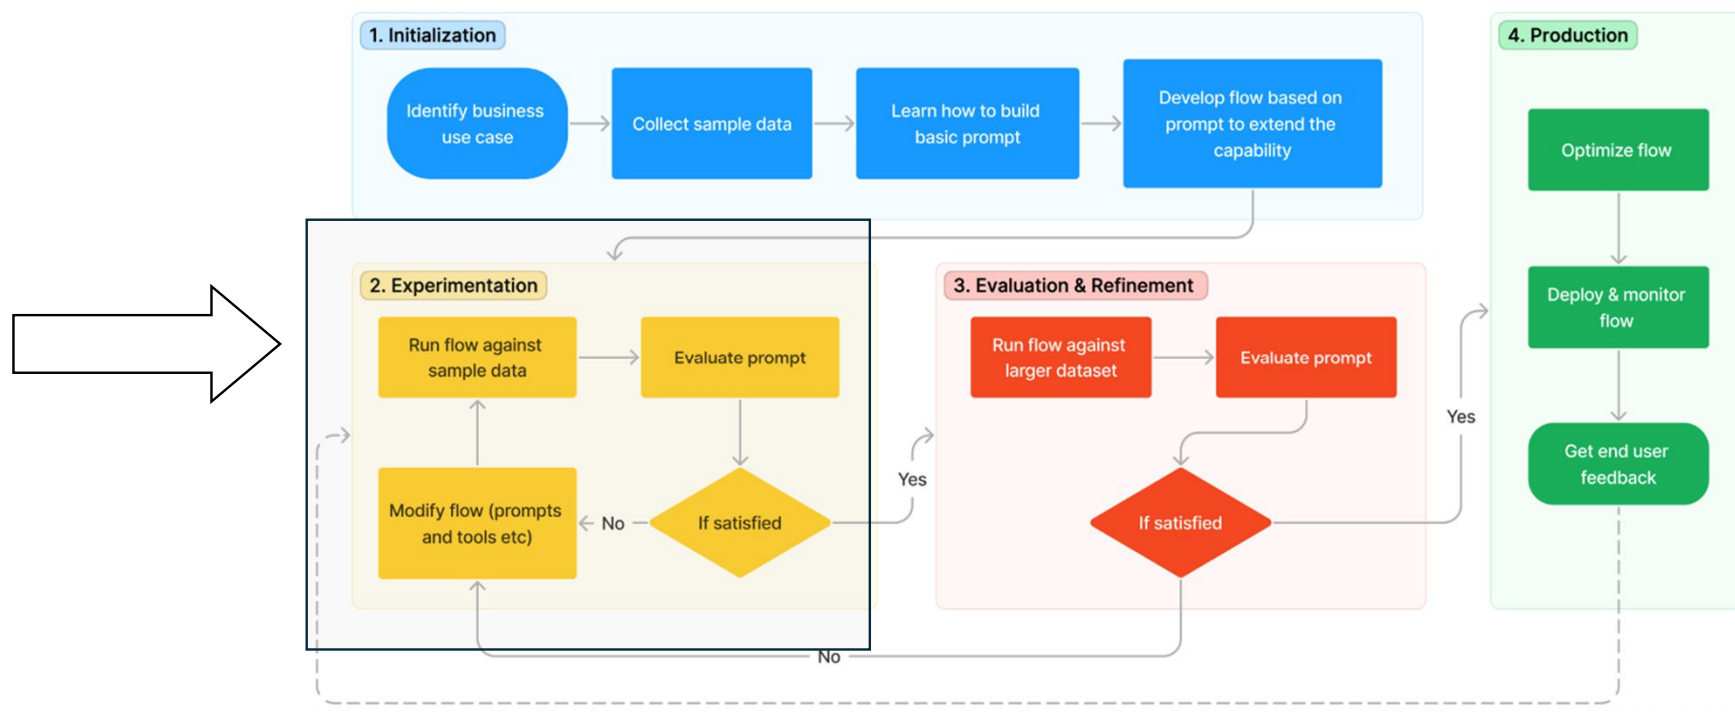 1. Initialization
Identify business
use case
Collect sample data
Learn how to build
basic prompt
Develop flow based on
prompt to extend the
capability
2. Experimentation
Run flow against
sample data
Evaluate prompt
Modify flow (prompts
and tools etc)
No
If satisfied
Yes
No
3. Evaluation & Refinement
Run flow against
larger dataset
Evaluate prompt
If satisfied
Yes
4. Production
Optimize flow
Deploy & monitor
flow
Get end user
feedback